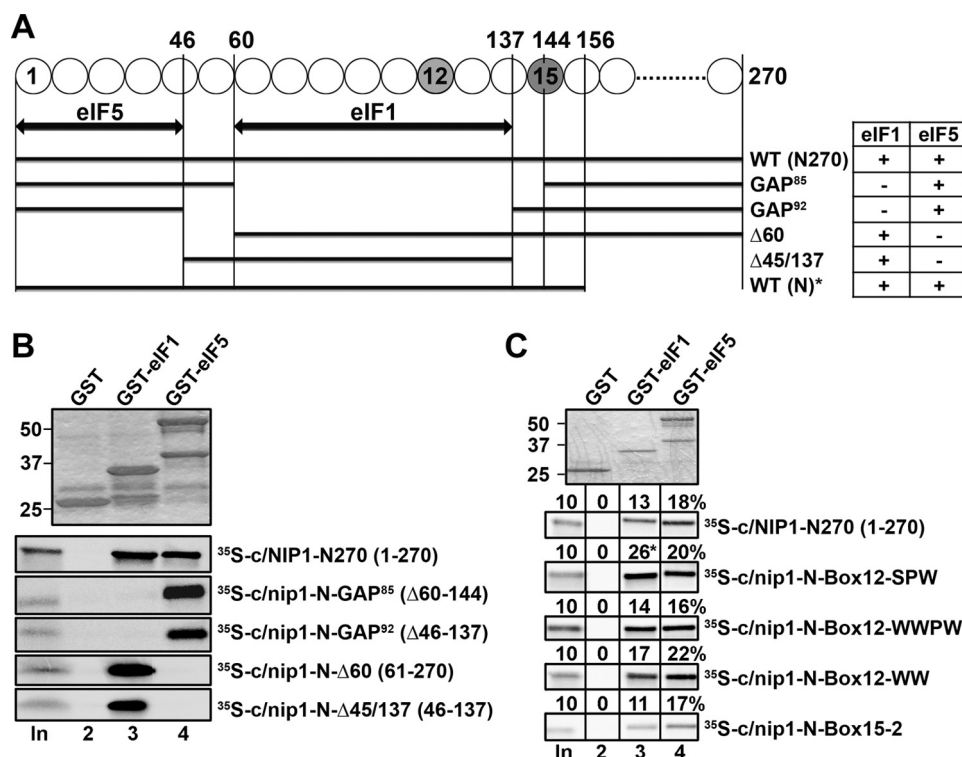 A
46 60 137 144 156
1 12 15 270
eIF5 eIF1
eIF1 eIF5
WT (N270) + +
GAP⁸⁵ - +
GAP⁹² - +
Δ60 + -
Δ45/137 + -
WT (N)* + +
B
GST GST-eIF1 GST-eIF5
50
37
25
³⁵S-c/NIP1-N270 (1-270)
³⁵S-c/nip1-N-GAP⁸⁵ (Δ60-144)
³⁵S-c/nip1-N-GAP⁹² (Δ46-137)
³⁵S-c/nip1-N-Δ60 (61-270)
³⁵S-c/nip1-N-Δ45/137 (46-137)
In 2 3 4
C
GST GST-eIF1 GST-eIF5
50
37
25
10 0 13 18%
³⁵S-c/NIP1-N270 (1-270)
10 0 26* 20%
³⁵S-c/nip1-N-Box12-SPW
10 0 14 16%
³⁵S-c/nip1-N-Box12-WWPW
10 0 17 22%
³⁵S-c/nip1-N-Box12-WW
10 0 11 17%
³⁵S-c/nip1-N-Box15-2
In 2 3 4